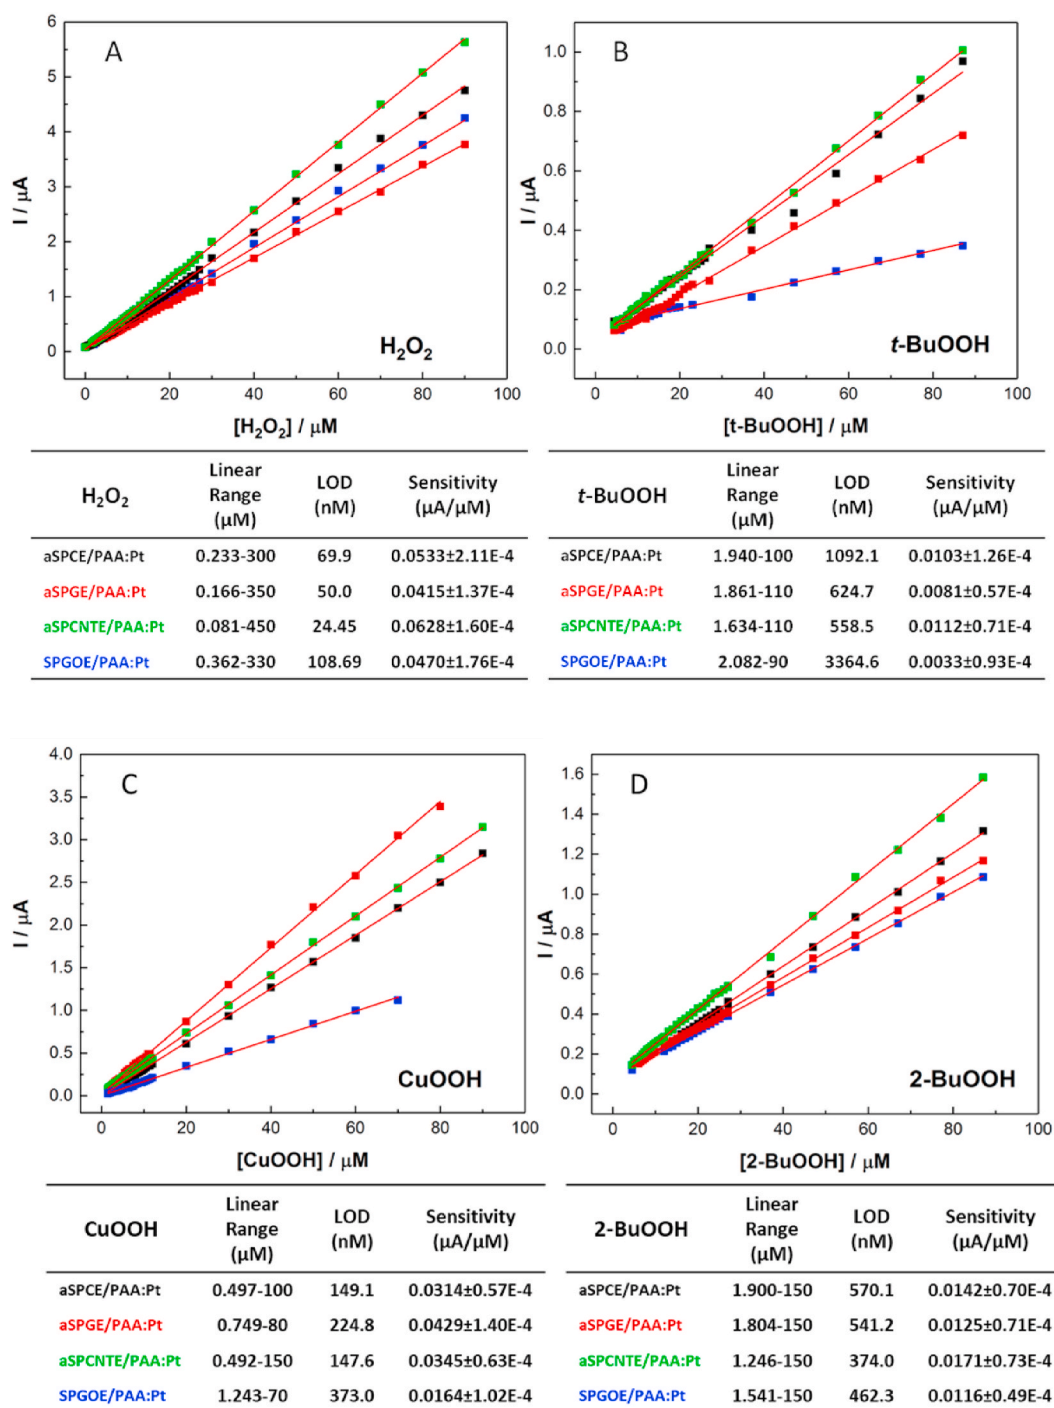 A
I / µA
6
5
4
3
2
1
0
H₂O₂
0 20 40 60 80 100
[H₂O₂] / µM
B
I / µA
1.0
0.8
0.6
0.4
0.2
0.0
t-BuOOH
0 20 40 60 80 100
[t-BuOOH] / µM
H₂O₂ Linear Range (µM) LOD (nM) Sensitivity (µA/µM)
aSPCE/PAA:Pt 0.233-300 69.9 0.0533±2.11E-4
aSPGE/PAA:Pt 0.166-350 50.0 0.0415±1.37E-4
aSPCNTE/PAA:Pt 0.081-450 24.45 0.0628±1.60E-4
SPGOE/PAA:Pt 0.362-330 108.69 0.0470±1.76E-4
t-BuOOH Linear Range (µM) LOD (nM) Sensitivity (µA/µM)
aSPCE/PAA:Pt 1.940-100 1092.1 0.0103±1.26E-4
aSPGE/PAA:Pt 1.861-110 624.7 0.0081±0.57E-4
aSPCNTE/PAA:Pt 1.634-110 558.5 0.0112±0.71E-4
SPGOE/PAA:Pt 2.082-90 3364.6 0.0033±0.93E-4
C
I / µA
4.0
3.5
3.0
2.5
2.0
1.5
1.0
0.5
0.0
CuOOH
20 40 60 80 100
[CuOOH] / µM
D
I / µA
1.6
1.4
1.2
1.0
0.8
0.6
0.4
0.2
0.0
2-BuOOH
0 20 40 60 80 100
[2-BuOOH] / µM
CuOOH Linear Range (µM) LOD (nM) Sensitivity (µA/µM)
aSPCE/PAA:Pt 0.497-100 149.1 0.0314±0.57E-4
aSPGE/PAA:Pt 0.749-80 224.8 0.0429±1.40E-4
aSPCNTE/PAA:Pt 0.492-150 147.6 0.0345±0.63E-4
SPGOE/PAA:Pt 1.243-70 373.0 0.0164±1.02E-4
2-BuOOH Linear Range (µM) LOD (nM) Sensitivity (µA/µM)
aSPCE/PAA:Pt 1.900-150 570.1 0.0142±0.70E-4
aSPGE/PAA:Pt 1.804-150 541.2 0.0125±0.71E-4
aSPCNTE/PAA:Pt 1.246-150 374.0 0.0171±0.73E-4
SPGOE/PAA:Pt 1.541-150 462.3 0.0116±0.49E-4